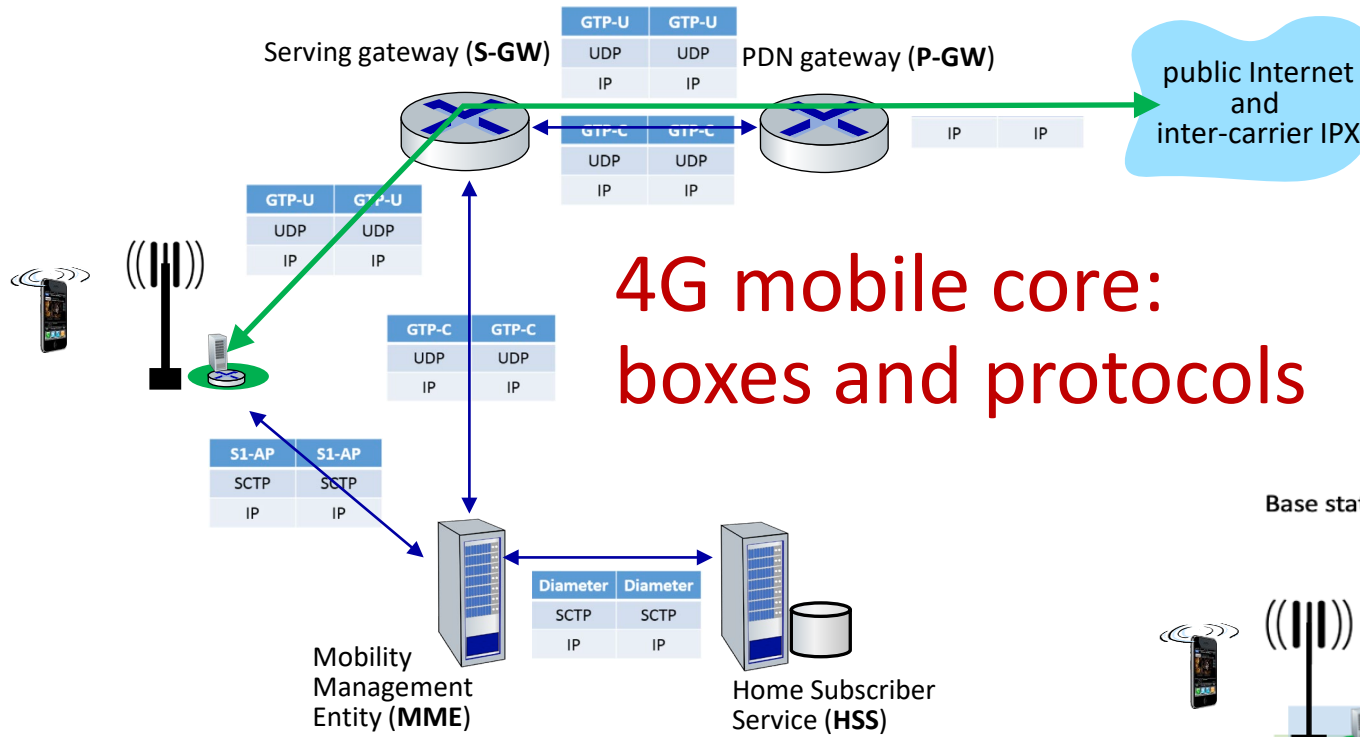 GTP-U GTP-U
UDP UDP
IP IP
Serving gateway (S-GW)
PDN gateway (P-GW)
public Internet
and
inter-carrier IPX
GTP-C GTP-C
UDP UDP
IP IP
IP IP
GTP-U GTP-U
UDP UDP
IP IP
4G mobile core:
boxes and protocols
GTP-C GTP-C
UDP UDP
IP IP
S1-AP S1-AP
SCTP SCTP
IP IP
Base stat
Diameter Diameter
SCTP SCTP
IP IP
Mobility
Management
Entity (MME)
Home Subscriber
Service (HSS)